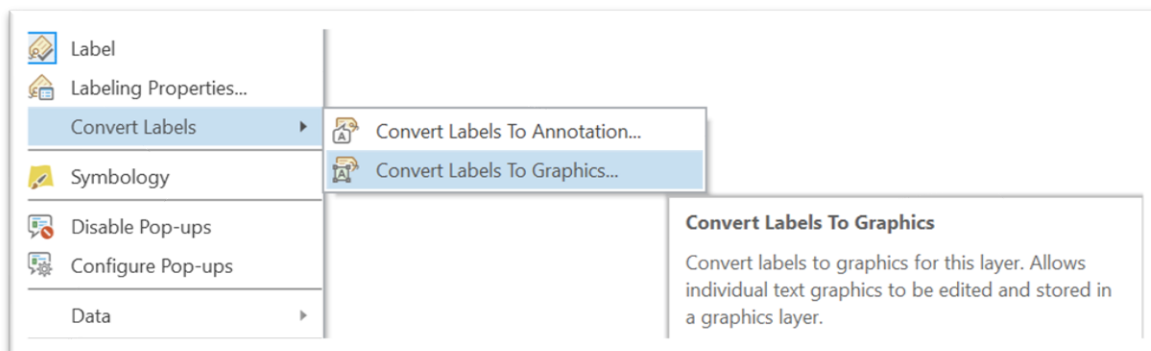 Label
Labeling Properties...
Convert Labels
Convert Labels To Annotation...
Convert Labels To Graphics...
Symbology
Disable Pop-ups
Configure Pop-ups
Data
Convert Labels To Graphics
Convert labels to graphics for this layer. Allows
individual text graphics to be edited and stored in
a graphics layer.